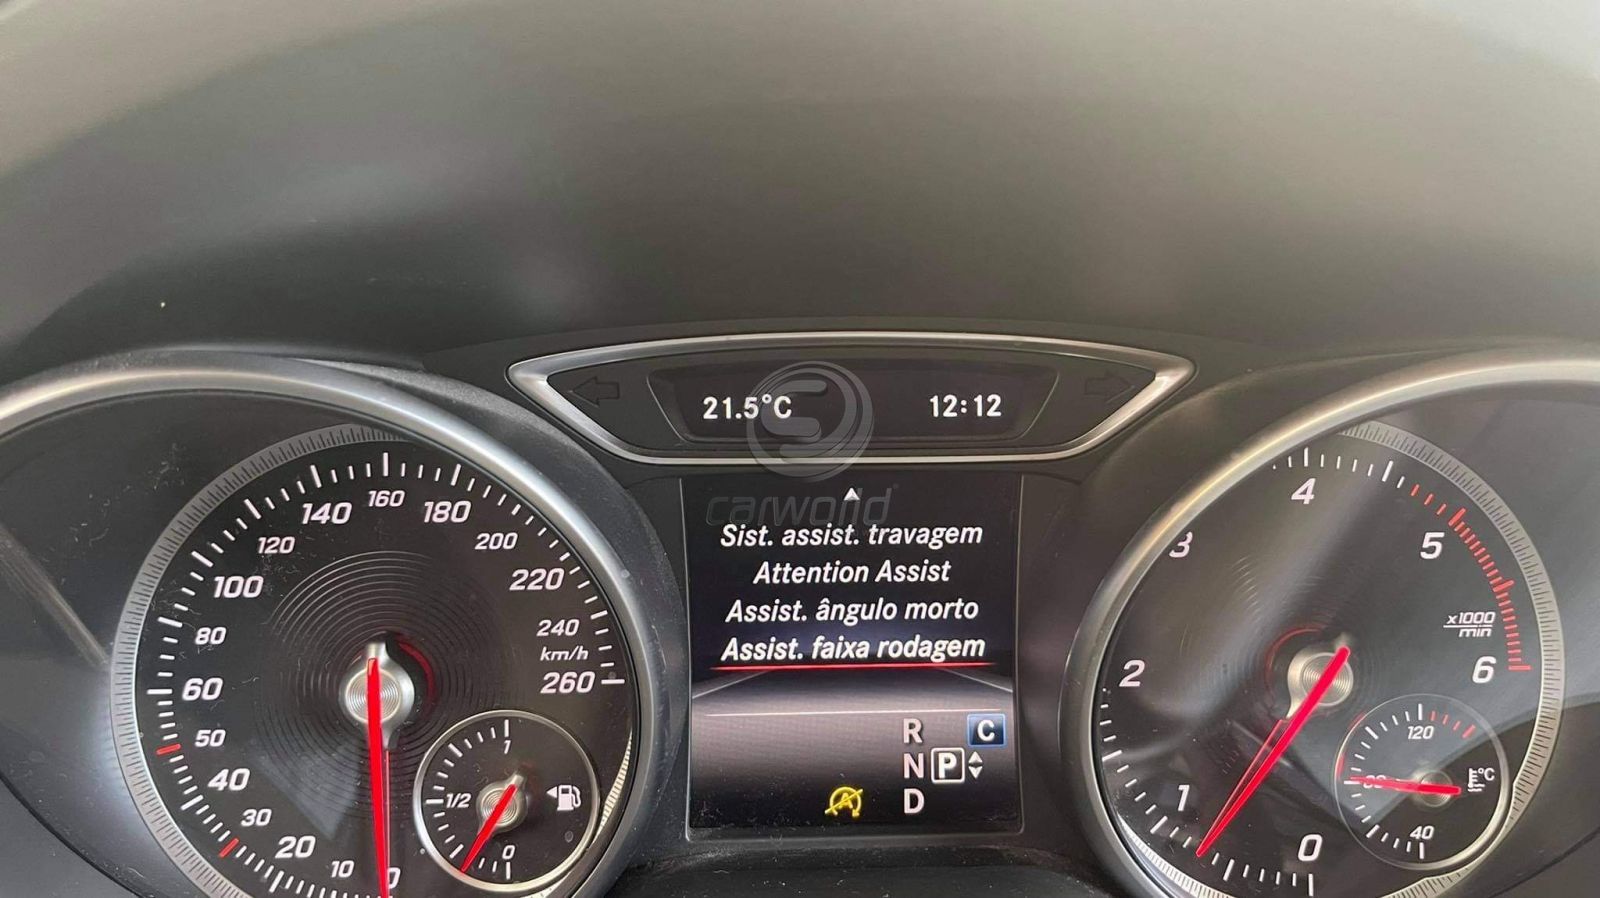 21.5°C 12:12
carworld
Sist. assist. travagem
Attention Assist
Assist. ângulo morto
Assist. faixa rodagem
R C
N P
D
0
10
20
30
40
50
60
80
100
120
140
160
180
200
220
240
km/h
260
1
1/2
0
0
1
2
3
4
5
6
x1000
min
120
°C
40